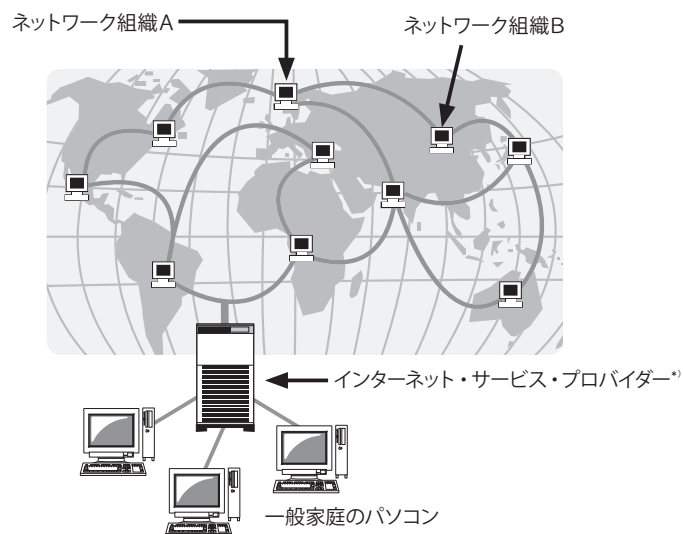 ネットワーク組織A
ネットワーク組織B
インターネット・サービス・プロバイダー*)
一般家庭のパソコン